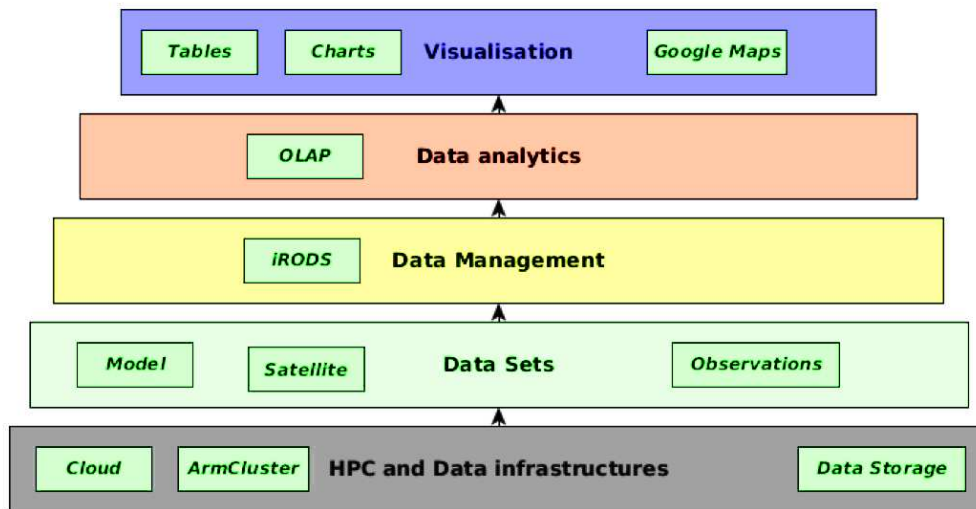 Tables Charts Visualisation Google Maps
OLAP Data analytics
iRODS Data Management
Model Satellite Data Sets Observations
Cloud ArmCluster HPC and Data infrastructures Data Storage